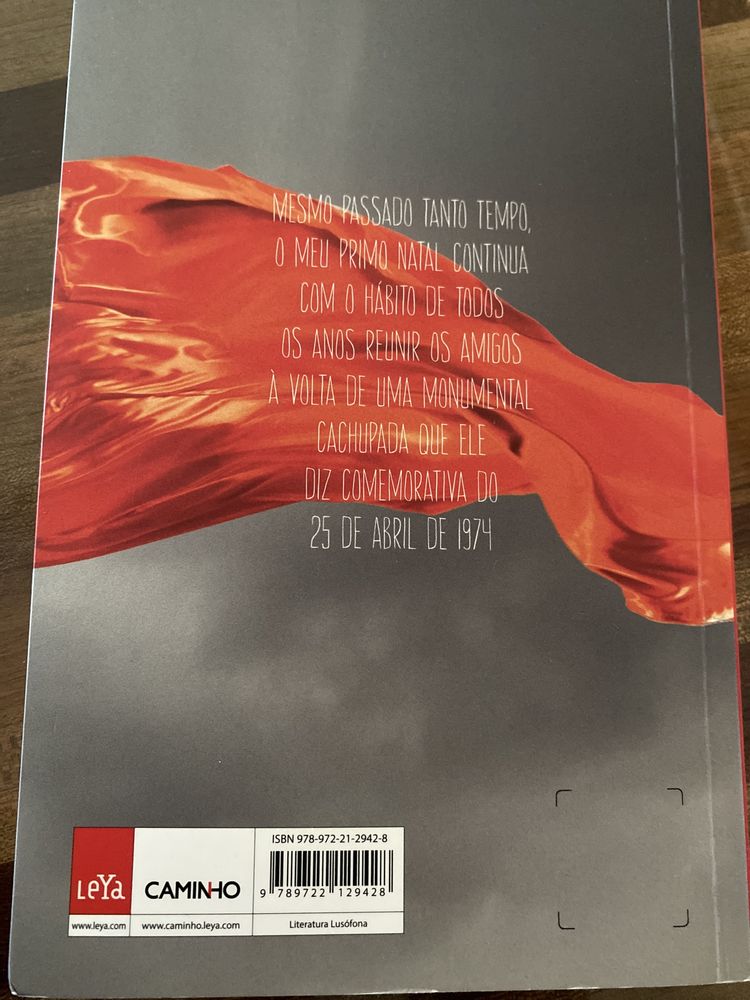 MESMO PASSADO TANTO TEMPO,
O MEU PRIMO NATAL CONTINUA
COM O HÁBITO DE TODOS
OS ANOS REUNIR OS AMIGOS
À VOLTA DE UMA MONUMENTAL
CACHUPADA QUE ELE
DIZ COMEMORATIVA DO
25 DE ABRIL DE 1974
ISBN 978-972-21-2942-8
LeYa
CAMINHO
9 789722 129428
www.leya.com
www.caminho.leya.com
Literatura Lusófona